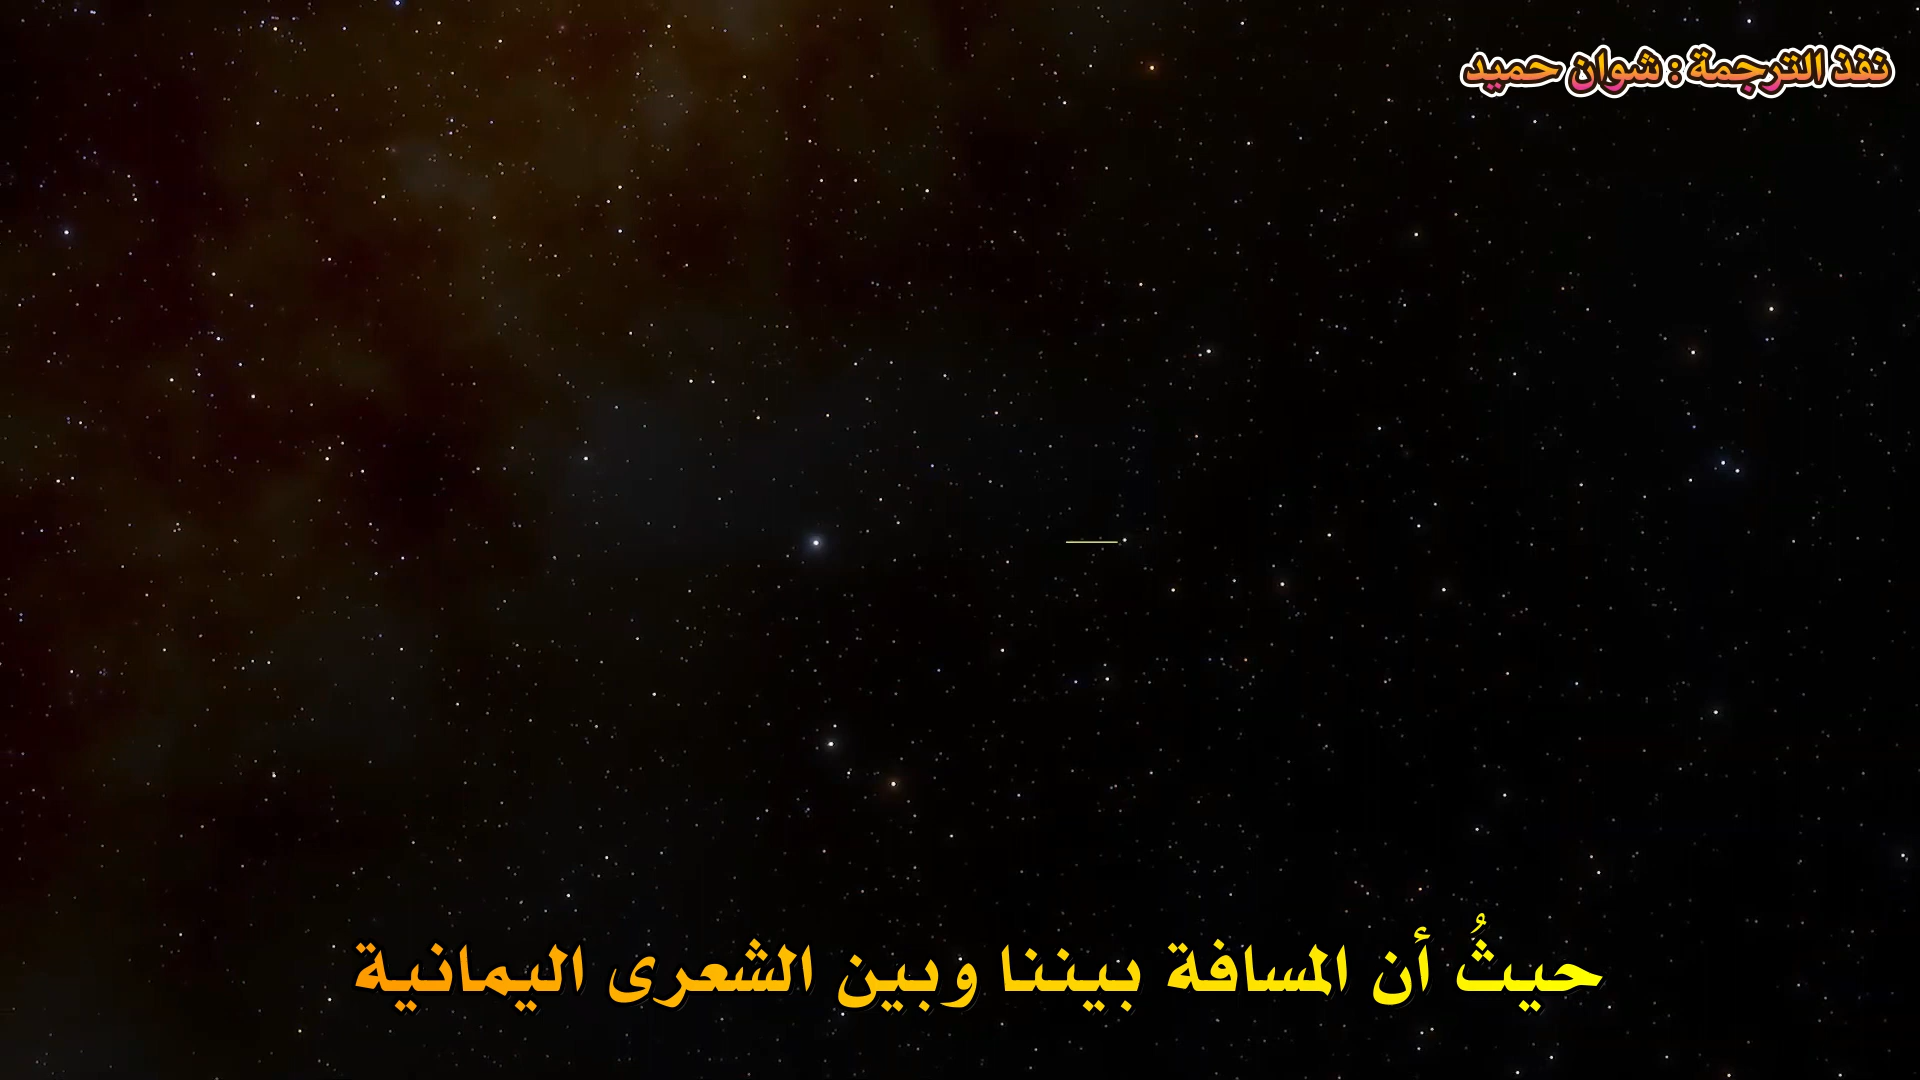 نفذ الترجمة : شوان حميد
حيثُ أن المسافة بيننا وبين الشعرى اليمانية